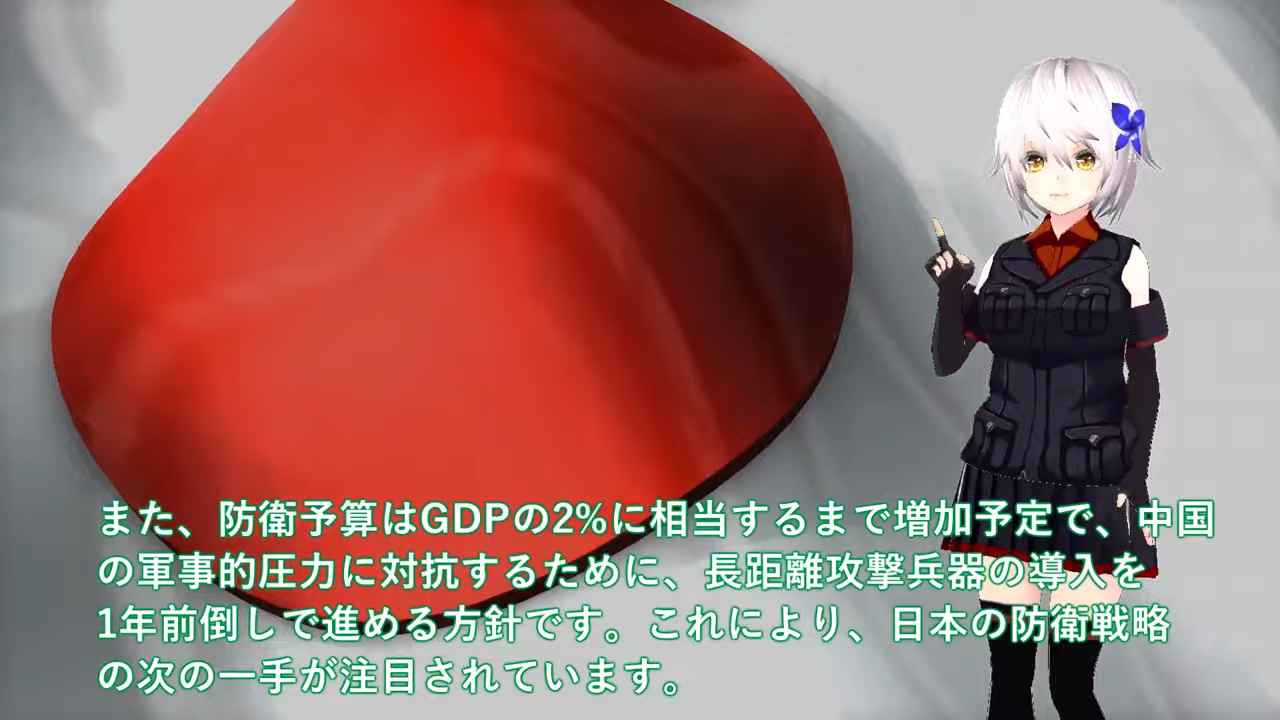 また、防衛予算はGDPの2%に相当するまで増加予定で、中国
の軍事的圧力に対抗するために、長距離攻撃兵器の導入を
1年前倒しで進める方針です。これにより、日本の防衛戦略
の次の一手が注目されています。